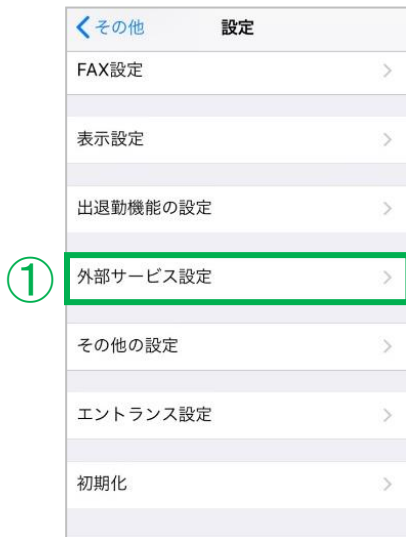 その他 設定
FAX設定
表示設定
出退勤機能の設定
① 外部サービス設定
その他の設定
エントランス設定
初期化